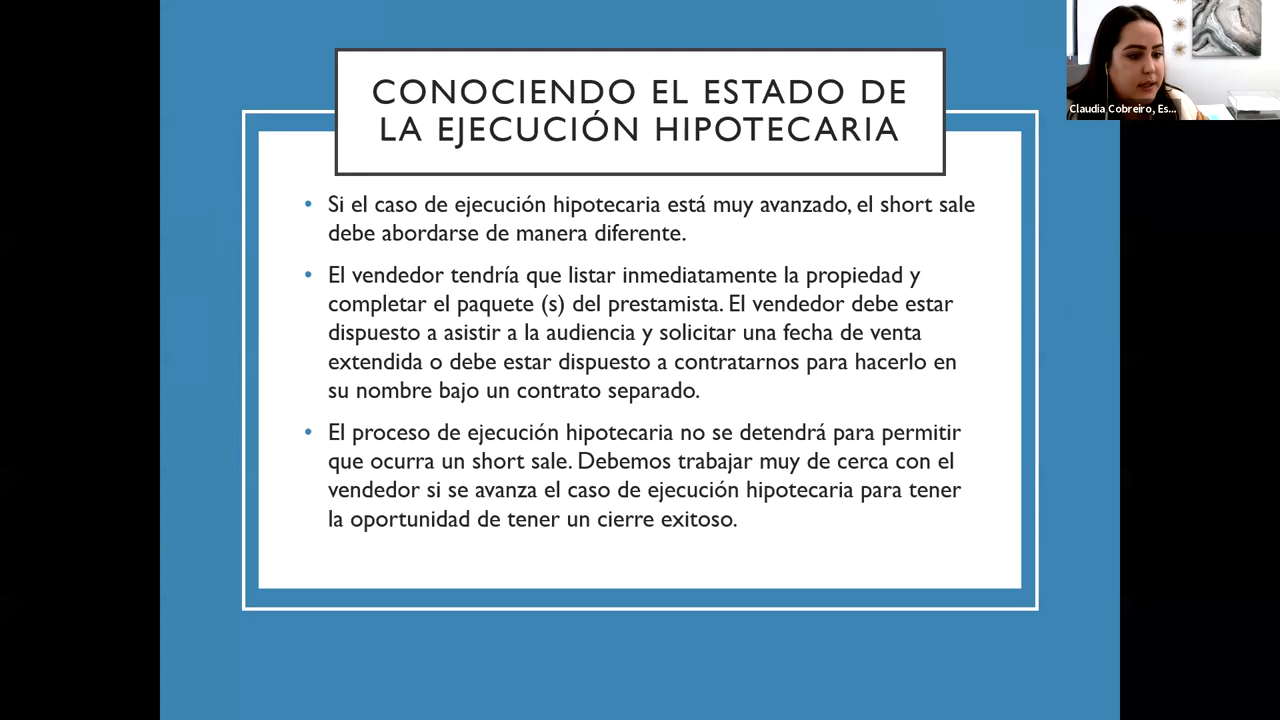 CONOCIENDO EL ESTADO DE
LA EJECUCIÓN HIPOTECARIA
• Si el caso de ejecución hipotecaria está muy avanzado, el short sale
debe abordarse de manera diferente.
• El vendedor tendría que listar inmediatamente la propiedad y
completar el paquete (s) del prestamista. El vendedor debe estar
dispuesto a asistir a la audiencia y solicitar una fecha de venta
extendida o debe estar dispuesto a contratarnos para hacerlo en
su nombre bajo un contrato separado.
• El proceso de ejecución hipotecaria no se detendrá para permitir
que ocurra un short sale. Debemos trabajar muy de cerca con el
vendedor si se avanza el caso de ejecución hipotecaria para tener
la oportunidad de tener un cierre exitoso.
Claudia Cobreiro, Es...